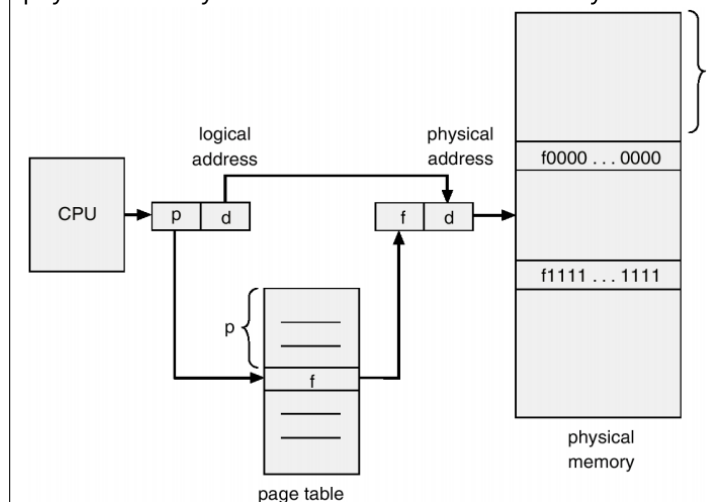 logical
address
physical
address
CPU
p
d
f
d
f0000 . . . 0000
f1111 . . . 1111
p
f
physical
memory
page table